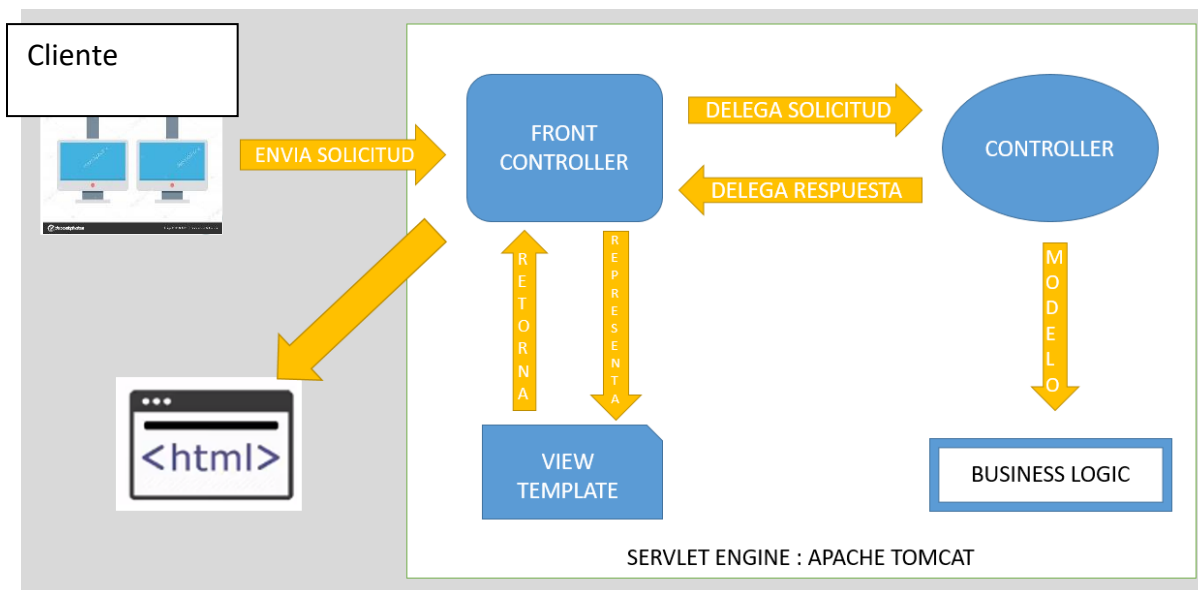 Cliente
ENVIA SOLICITUD
FRONT
CONTROLLER
DELEGA SOLICITUD
DELEGA RESPUESTA
CONTROLLER
RETORNA
REPRESENTA
MODELO
<html>
VIEW
TEMPLATE
BUSINESS LOGIC
SERVLET ENGINE : APACHE TOMCAT